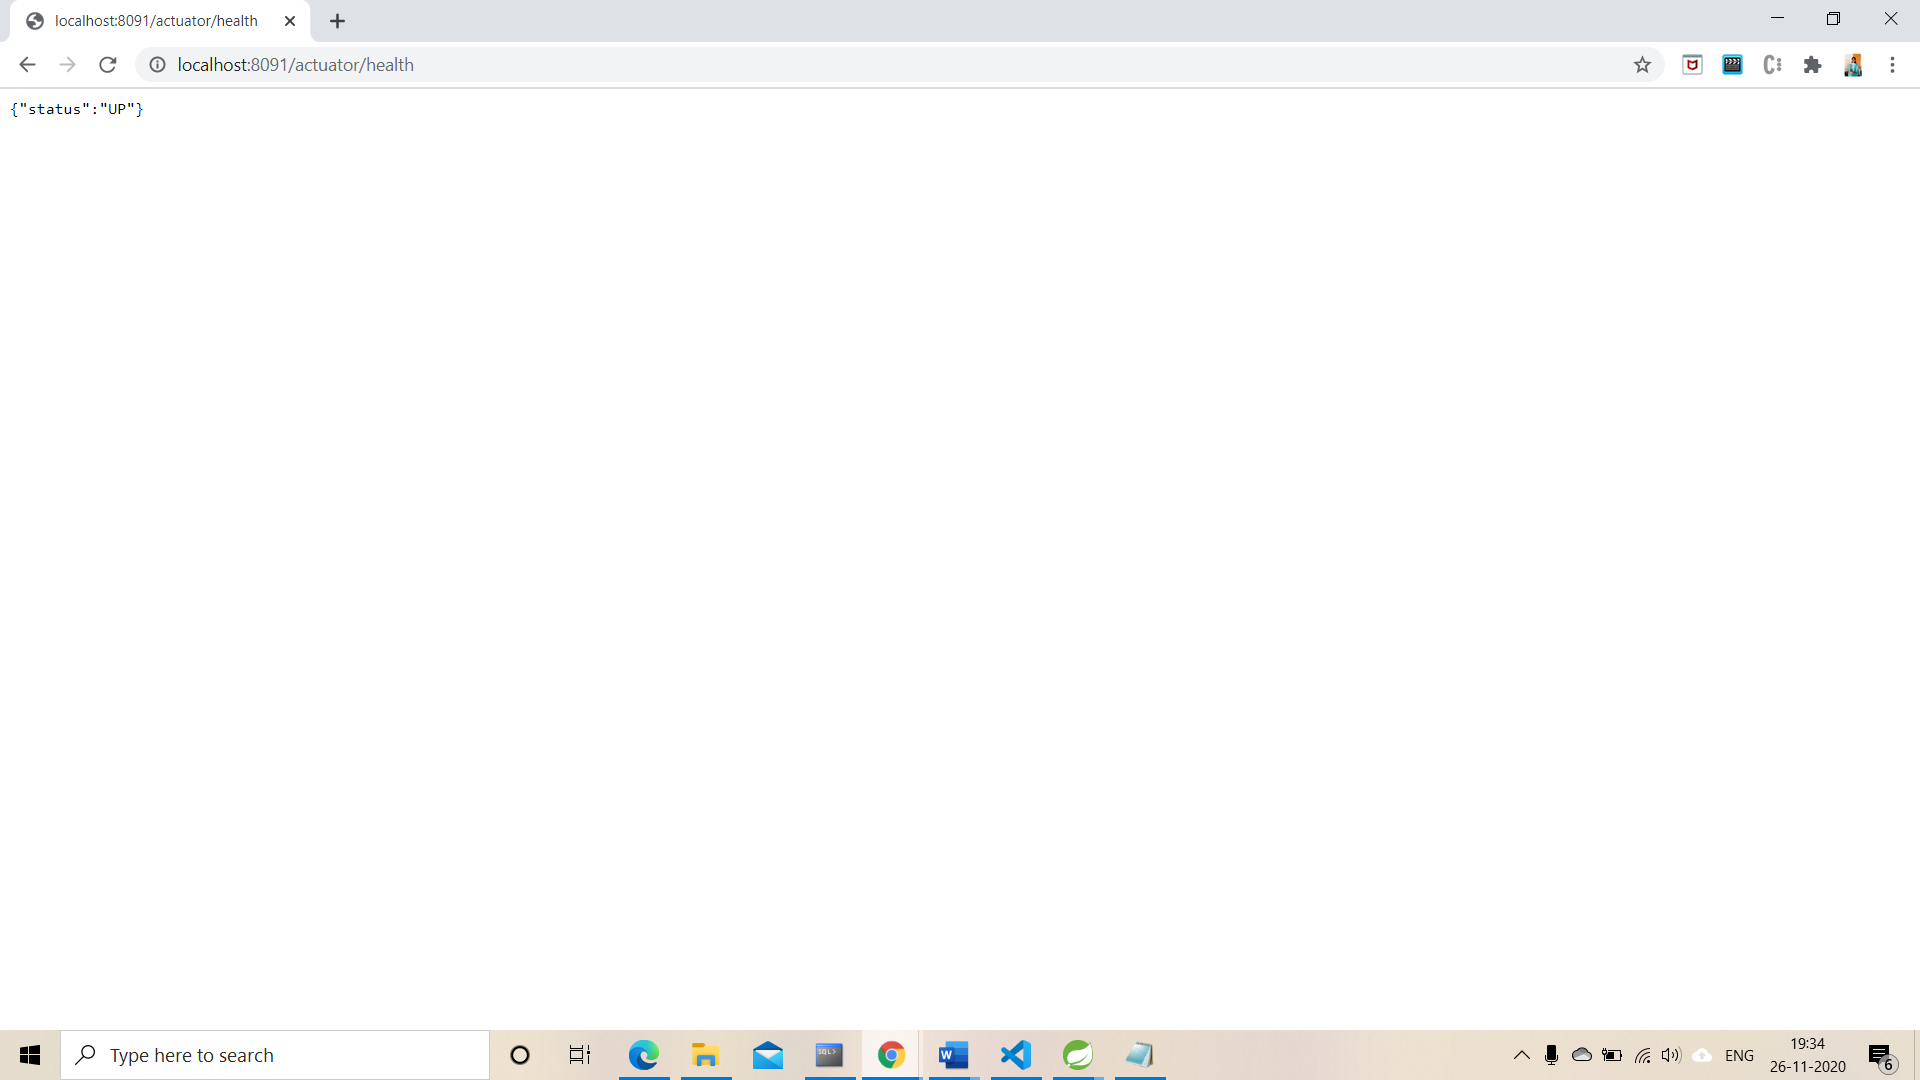 localhost:8091/actuator/health
localhost:8091/actuator/health
{"status":"UP"}
Type here to search
SQL>
W
ENG
19:34
26-11-2020
6